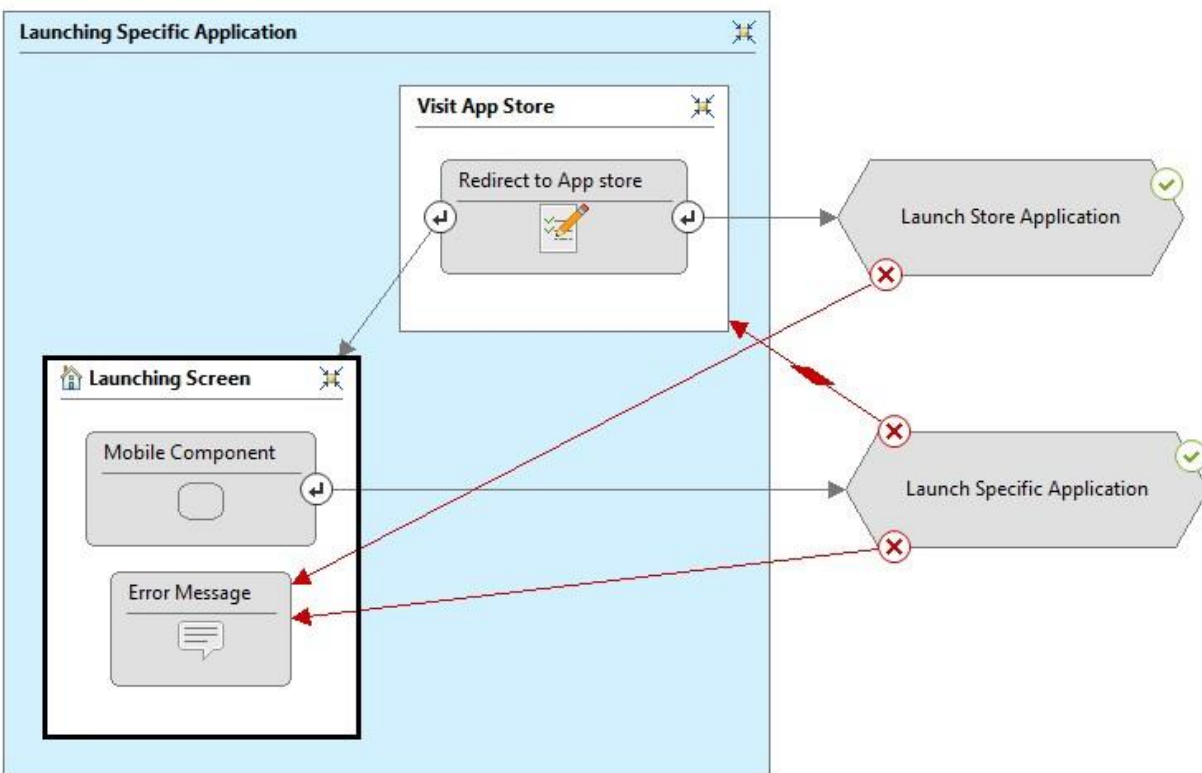 Launching Specific Application
Visit App Store
Redirect to App store
Launch Store Application
Launching Screen
Mobile Component
Launch Specific Application
Error Message